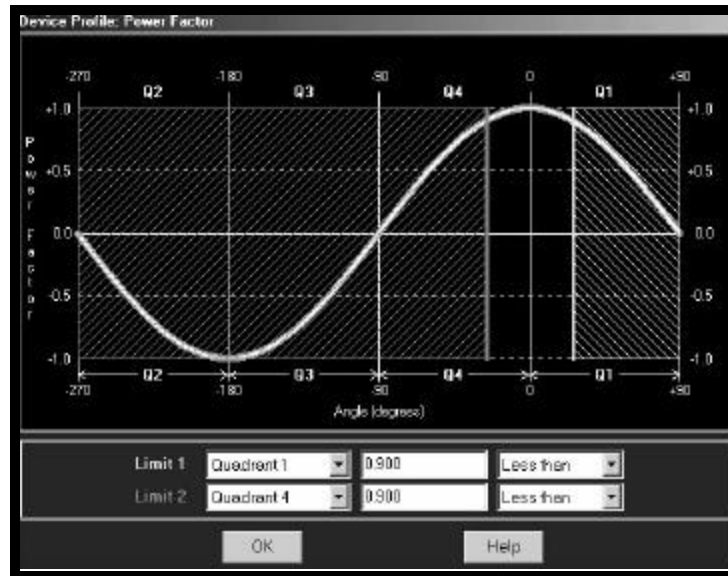 Device Profile: Power Factor
-270 -180 -90 0 +90
Q2 Q3 Q4 Q1
+1.0 +1.0
+0.5 +0.5
0.0 0.0
-0.5 -0.5
-1.0 -1.0
Power Factor
Q2 Q3 Q4 Q1
-270 -180 -90 0 +90
Angle (degrees)
Limit 1 Quadrant 1 0.900 Less than
Limit 2 Quadrant 4 0.900 Less than
OK Help